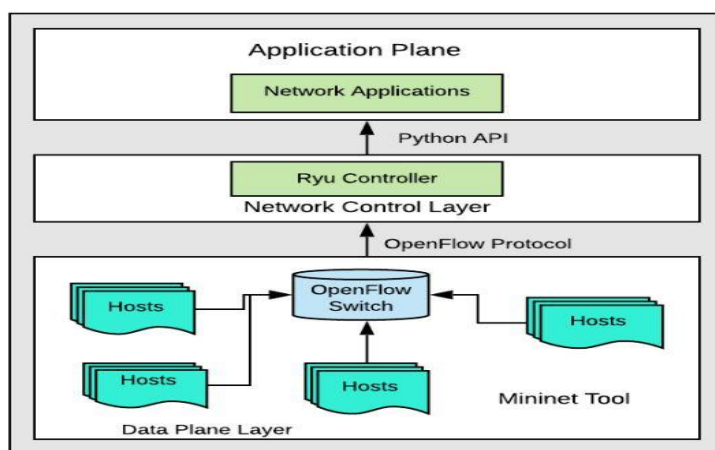 Application Plane
Network Applications
Python API
Ryu Controller
Network Control Layer
OpenFlow Protocol
OpenFlow
Switch
Hosts
Hosts
Hosts
Hosts
Mininet Tool
Data Plane Layer